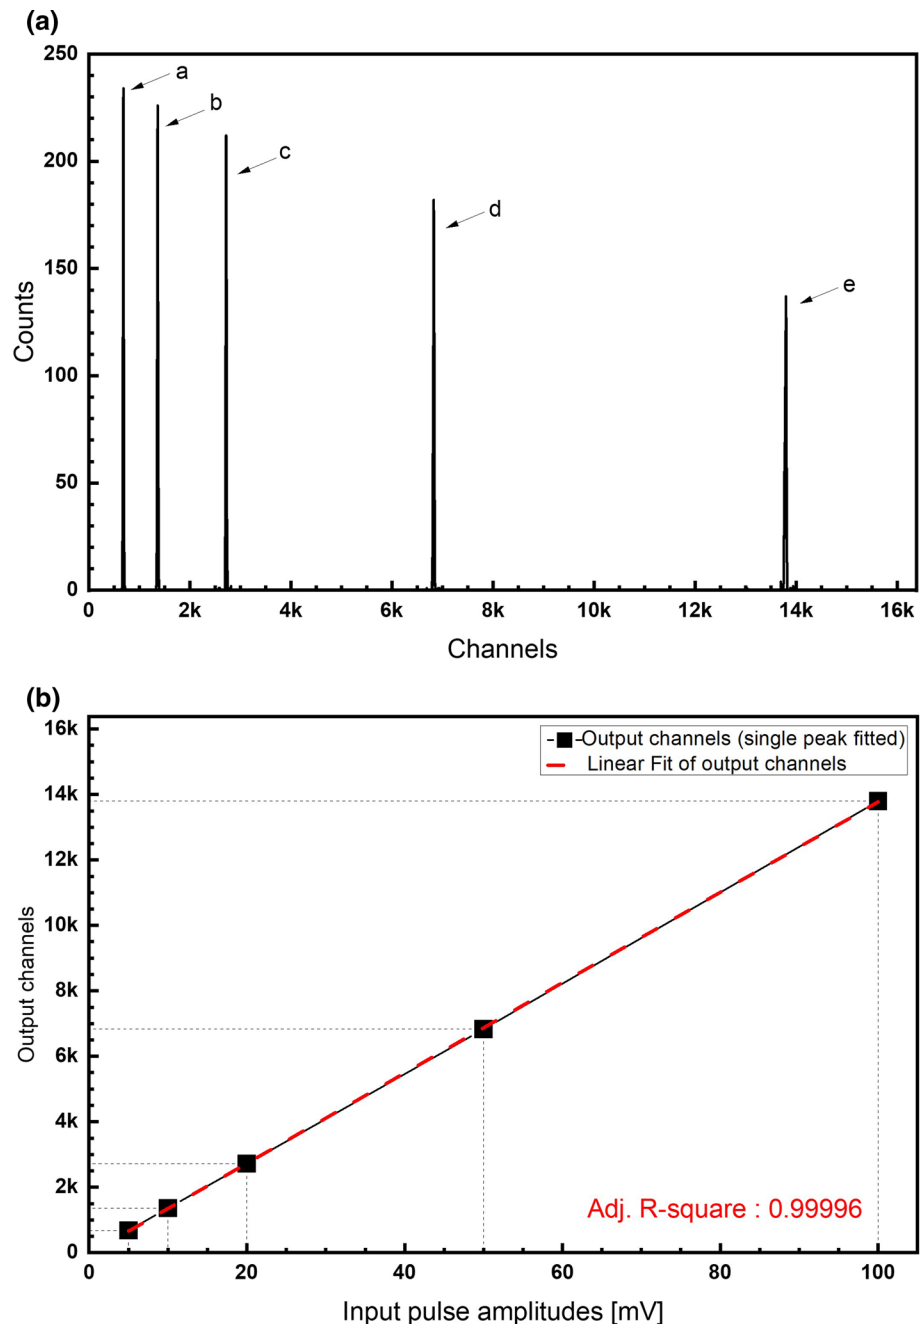 (a)
250
200
150
100
50
0
Counts
a
b
c
d
e
0 2k 4k 6k 8k 10k 12k 14k 16k
Channels
(b)
16k
14k
12k
10k
8k
6k
4k
2k
0
Output channels
Output channels (single peak fitted)
Linear Fit of output channels
Adj. R-square : 0.99996
0 20 40 60 80 100
Input pulse amplitudes [mV]